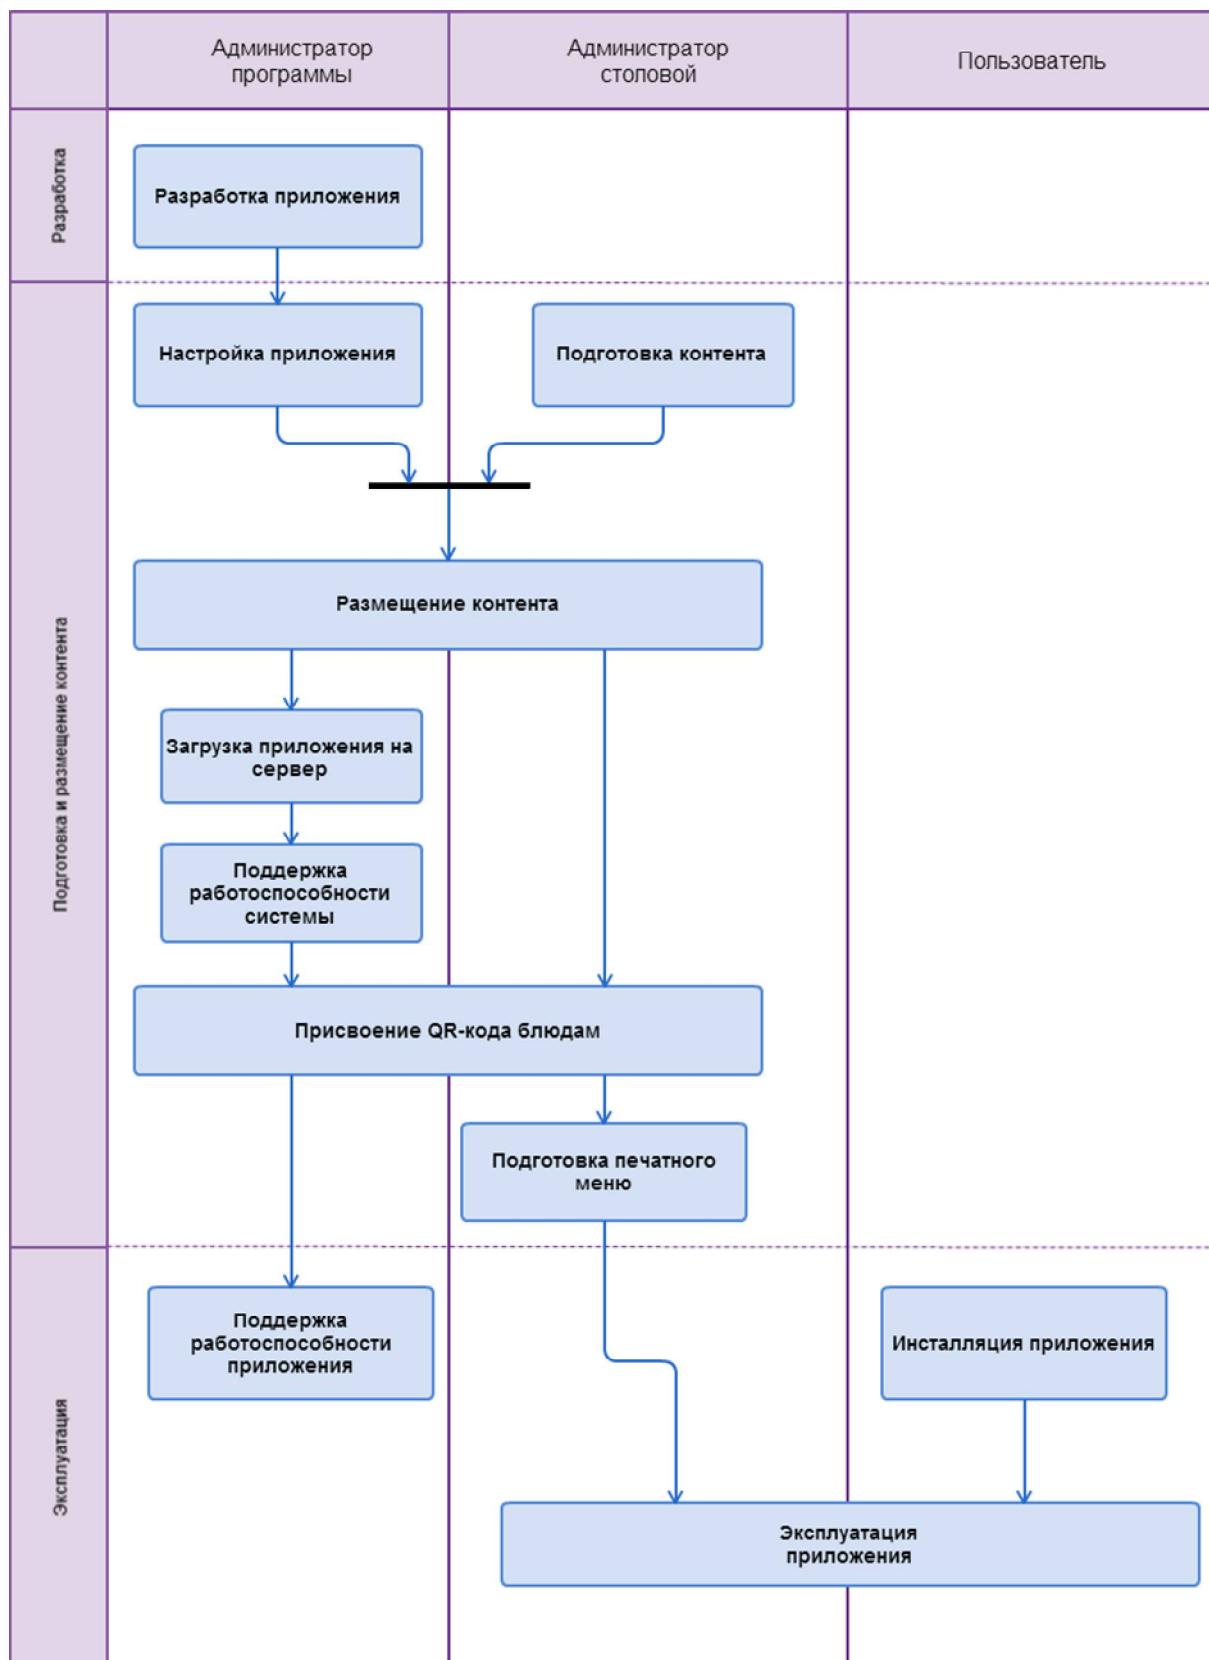 Администратор
программы
Администратор
столовой
Пользователь
Разработка
Разработка приложения
Подготовка и размещение контента
Настройка приложения
Подготовка контента
Размещение контента
Загрузка приложения на
сервер
Поддержка
работоспособности
системы
Присвоение QR-кода блюдам
Подготовка печатного
меню
Эксплуатация
Поддержка
работоспособности
приложения
Инсталляция приложения
Эксплуатация
приложения